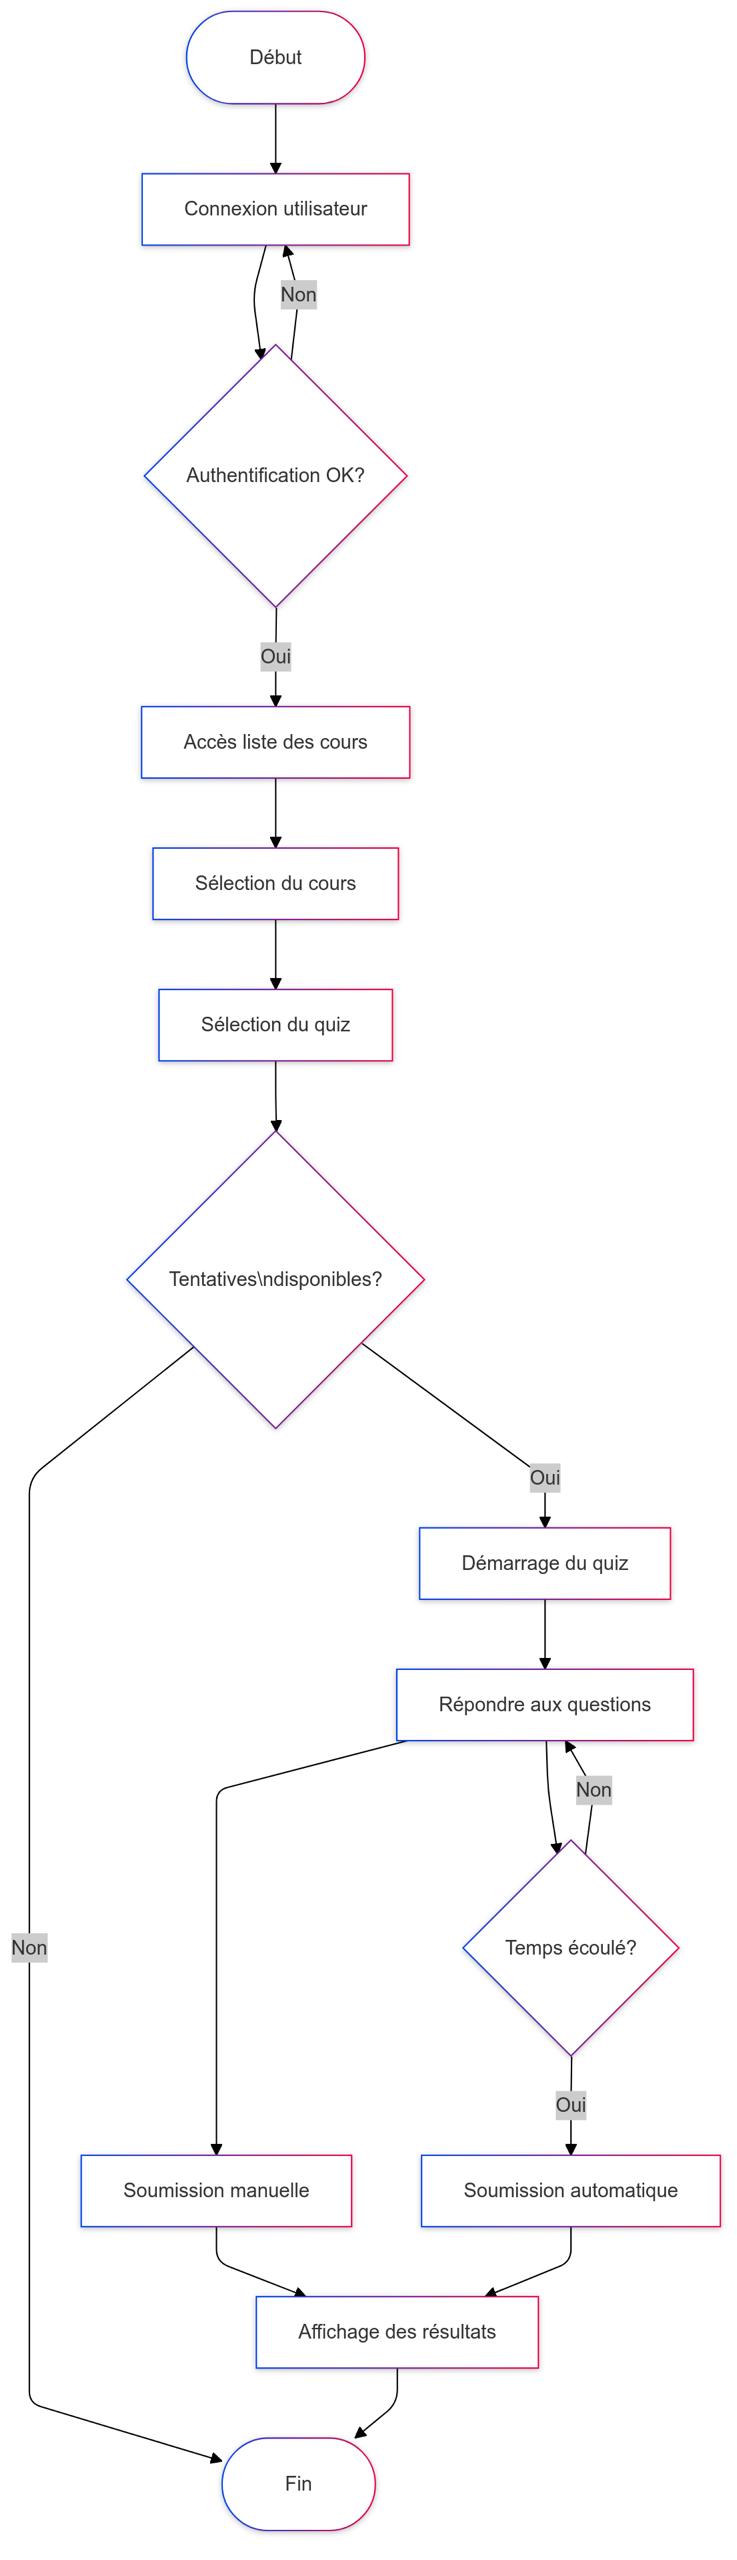 Début
Connexion utilisateur
Non
Authentification OK?
Oui
Accès liste des cours
Sélection du cours
Sélection du quiz
Tentatives\ndisponibles?
Oui
Démarrage du quiz
Répondre aux questions
Non
Non
Temps écoulé?
Oui
Soumission manuelle
Soumission automatique
Affichage des résultats
Fin